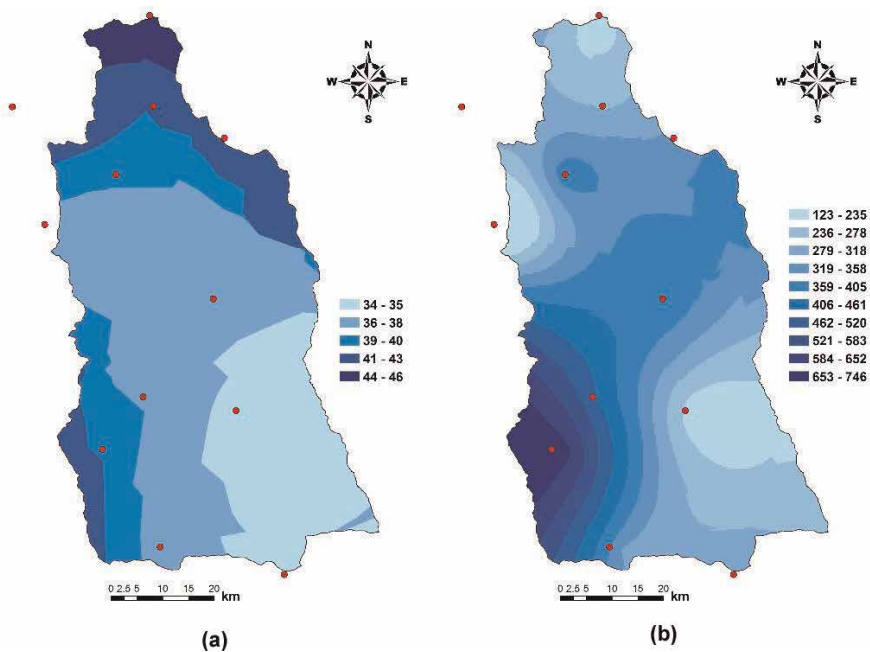 N
W E
S
34 - 35
36 - 38
39 - 40
41 - 43
44 - 46
0 2.5 5 10 15 20
km
(a)
N
W E
S
123 - 235
236 - 278
279 - 318
319 - 358
359 - 405
406 - 461
462 - 520
521 - 583
584 - 652
653 - 746
0 2.5 5 10 15 20
km
(b)